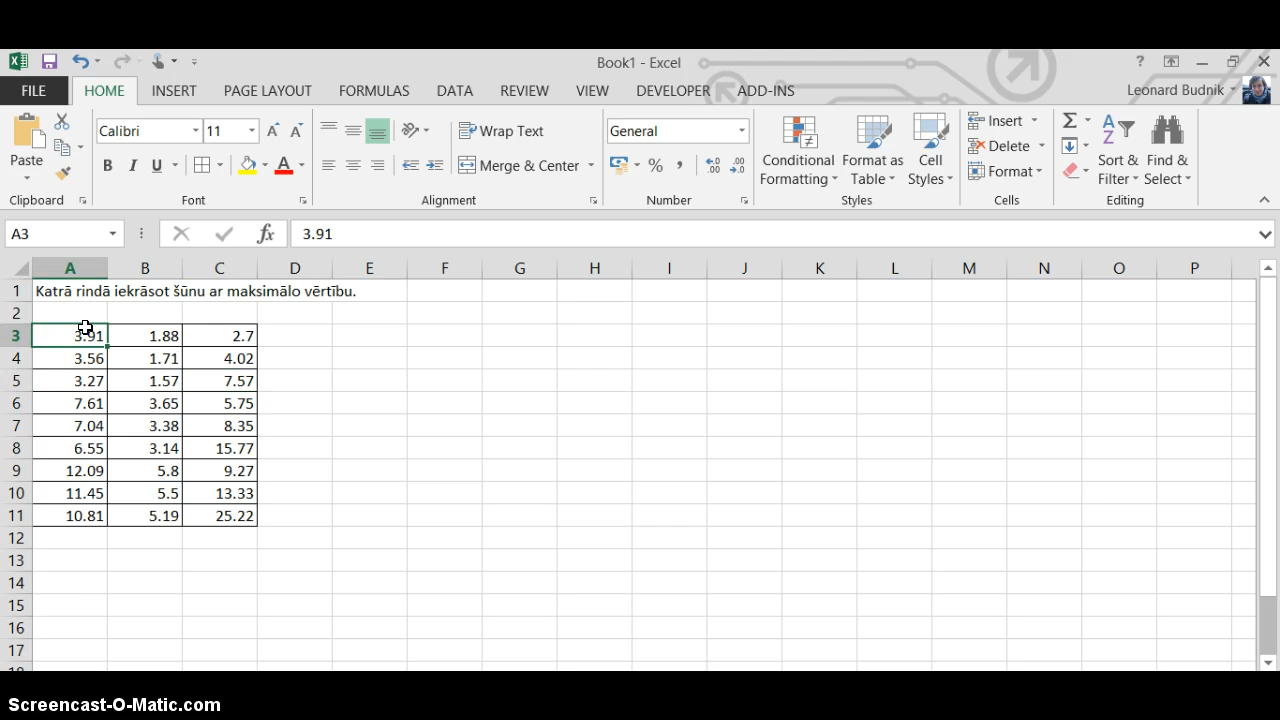 Book1 - Excel
?
FILE HOME INSERT PAGE LAYOUT FORMULAS DATA REVIEW VIEW DEVELOPER ADD-INS Leonard Budnik
Paste
Calibri 11
B I U A
Wrap Text
Merge & Center
General
%
Conditional Formatting
Format as Table
Cell Styles
Insert
Delete
Format
Sort & Filter
Find & Select
Clipboard Font Alignment Number Styles Cells Editing
A3 fx 3.91
A B C D E F G H I J K L M N O P
1 Katrā rindā iekrāsot šūnu ar maksimālo vērtību.
2
3 3.91 1.88 2.7
4 3.56 1.71 4.02
5 3.27 1.57 7.57
6 7.61 3.65 5.75
7 7.04 3.38 8.35
8 6.55 3.14 15.77
9 12.09 5.8 9.27
10 11.45 5.5 13.33
11 10.81 5.19 25.22
12
13
14
15
16
17
Screencast-O-Matic.com